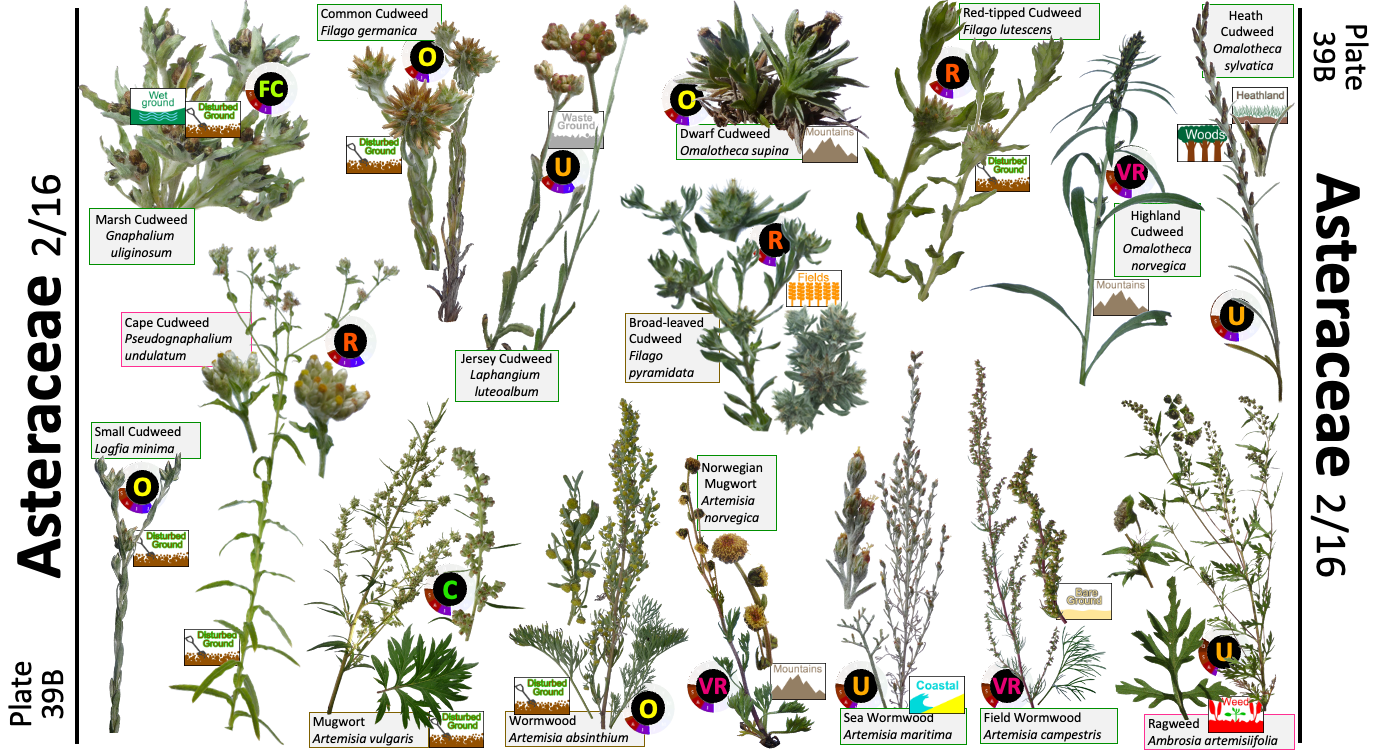 Plate
39B
Asteraceae 2/16
Wet
ground
Disturbed
Ground
FC
Marsh Cudweed
Gnaphalium
uliginosum
Common Cudweed
Filago germanica
O
Disturbed
Ground
Waste
Ground
U
Jersey Cudweed
Laphangium
luteoalbum
O
Dwarf Cudweed
Omalotheca supina
Mountains
Red-tipped Cudweed
Filago lutescens
R
Disturbed
Ground
VR
Highland
Cudweed
Omalotheca
norvegica
Mountains
Heath
Cudweed
Omalotheca
sylvatica
Heathland
Woods
U
Cape Cudweed
Pseudognaphalium
undulatum
R
Disturbed
Ground
R
Fields
Broad-leaved
Cudweed
Filago
pyramidata
Small Cudweed
Logfia minima
O
Disturbed
Ground
C
Mugwort
Artemisia vulgaris
Disturbed
Ground
Disturbed
Ground
Wormwood
Artemisia absinthium
O
Norwegian
Mugwort
Artemisia
norvegica
VR
Mountains
U
Coastal
Sea Wormwood
Artemisia maritima
Bare
Ground
VR
Field Wormwood
Artemisia campestris
U
Weed
Ragweed
Ambrosia artemisiifolia
Plate
39B
Asteraceae 2/16